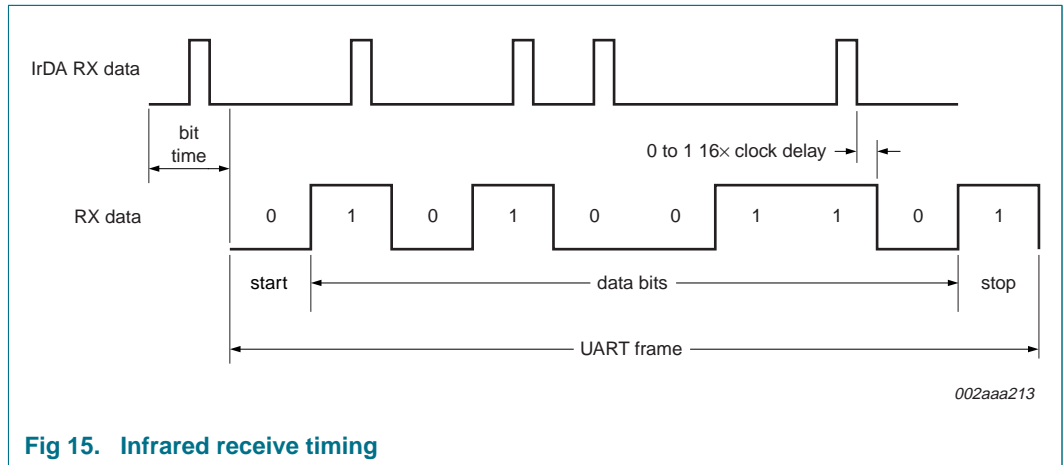 IrDA RX data
bit
time
0 to 1 16× clock delay
RX data
0 1 0 1 0 0 1 1 0 1
start
data bits
stop
UART frame
002aaa213
Fig 15. Infrared receive timing